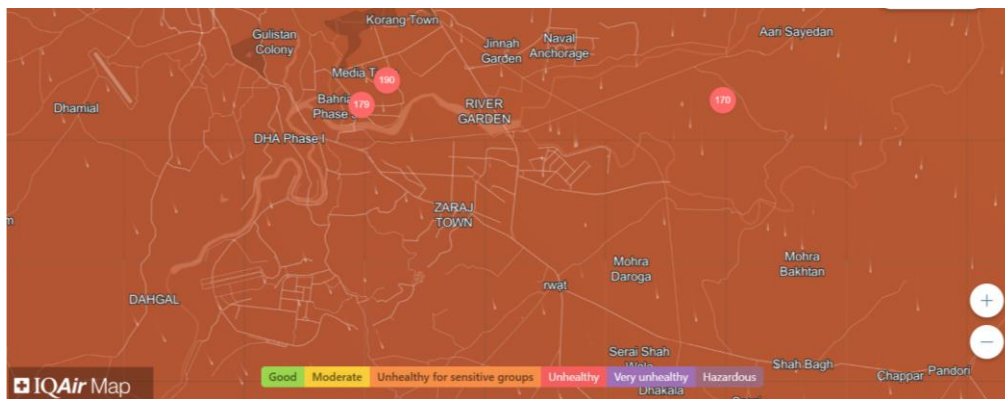 Korang Town
Gulistan
Colony
Jinnah
Garden
Naval
Anchorage
Aari Sayedan
Media T
190
179
170
Dhamial
Bahria
Phase
RIVER
GARDEN
DHA Phase I
ZARAJ
TOWN
m
Mohra
Daroga
Mohra
Bakhtan
rwat
DAHGAL
+
−
Serai Shah
Wela
Shah Bagh
Chappar
Pandori
IQAir Map
Good Moderate Unhealthy for sensitive groups Unhealthy Very unhealthy Hazardous
Dhakala